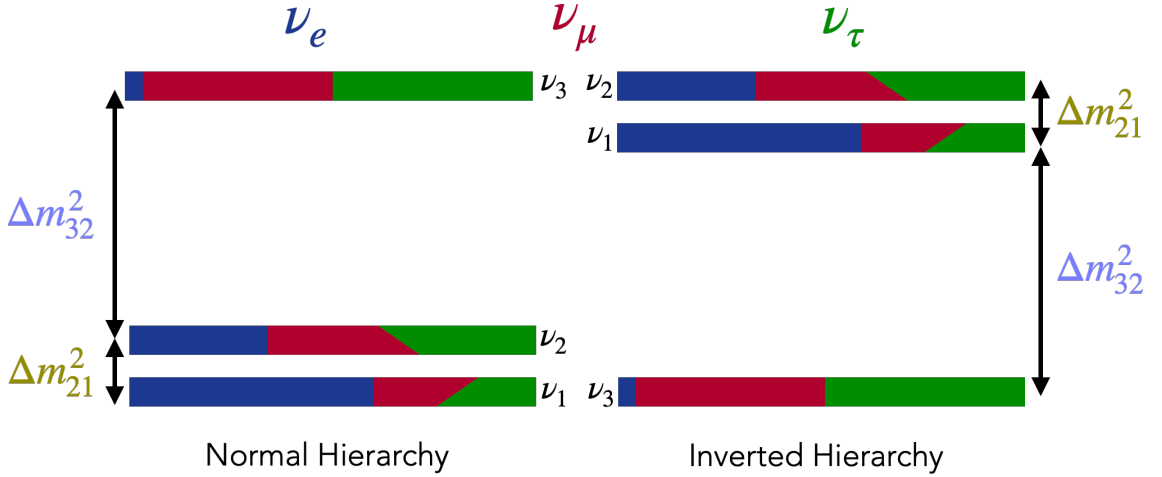 ν_e ν_μ ν_τ
ν_3 ν_2
Δm²_21
ν_1
Δm²_32
Δm²_32
ν_2
Δm²_21
ν_1 ν_3
Normal Hierarchy Inverted Hierarchy